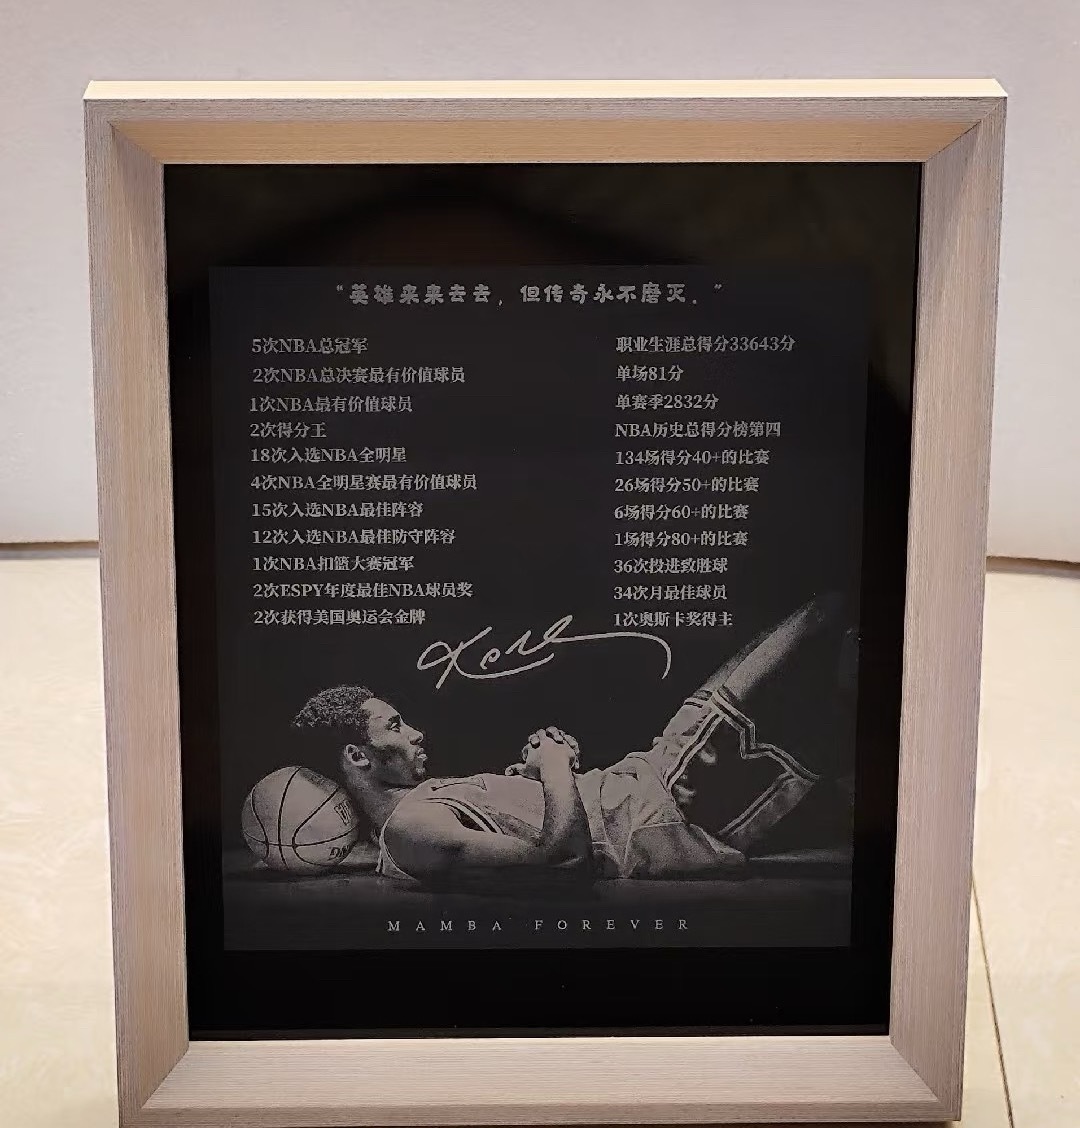 “英雄来来去去，但传奇永不磨灭。”
5次NBA总冠军
2次NBA总决赛最有价值球员
1次NBA最有价值球员
2次得分王
18次入选NBA全明星
4次NBA全明星赛最有价值球员
15次入选NBA最佳阵容
12次入选NBA最佳防守阵容
1次NBA扣篮大赛冠军
2次ESPY年度最佳NBA球员奖
2次获得美国奥运会金牌
职业生涯总得分33643分
单场81分
单赛季2832分
NBA历史总得分榜第四
134场得分40+的比赛
26场得分50+的比赛
6场得分60+的比赛
1场得分80+的比赛
36次投进致胜球
34次月最佳球员
1次奥斯卡奖得主
MAMBA FOREVER